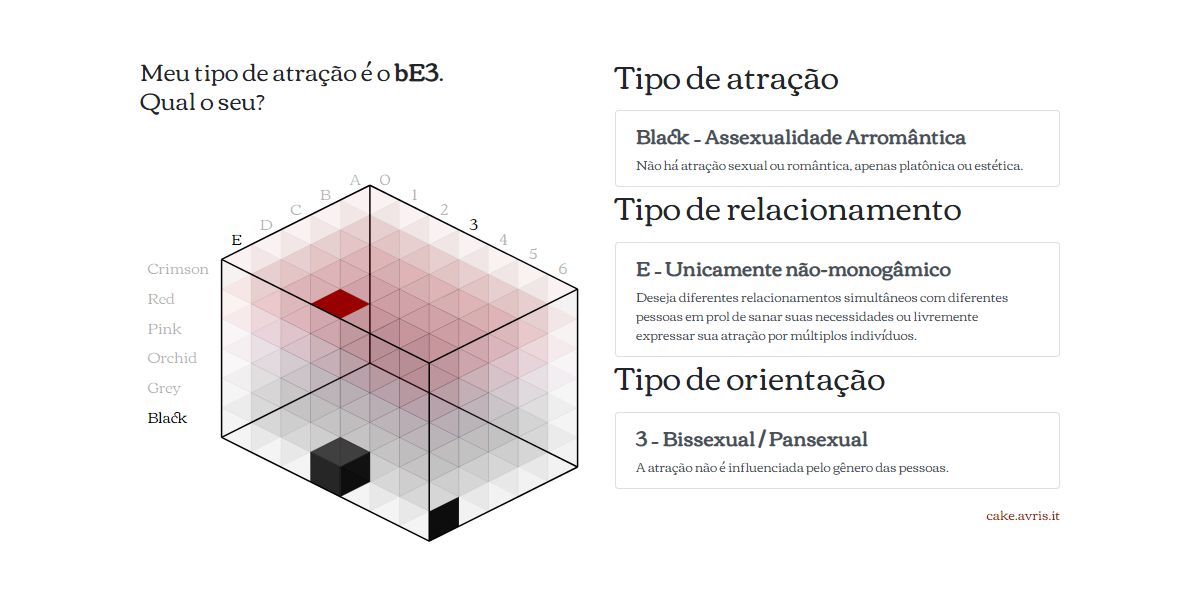 Meu tipo de atração é o bE3.
Qual o seu?
A O
B 1
C 2
D 3
E 4
5
6
Crimson
Red
Pink
Orchid
Grey
Black
Tipo de atração
Black - Assexualidade Arromântica
Não há atração sexual ou romântica, apenas platônica ou estética.
Tipo de relacionamento
E - Unicamente não-monogâmico
Deseja diferentes relacionamentos simultâneos com diferentes
pessoas em prol de sanar suas necessidades ou livremente
expressar sua atração por múltiplos indivíduos.
Tipo de orientação
3 - Bissexual / Pansexual
A atração não é influenciada pelo gênero das pessoas.
cake.avris.it